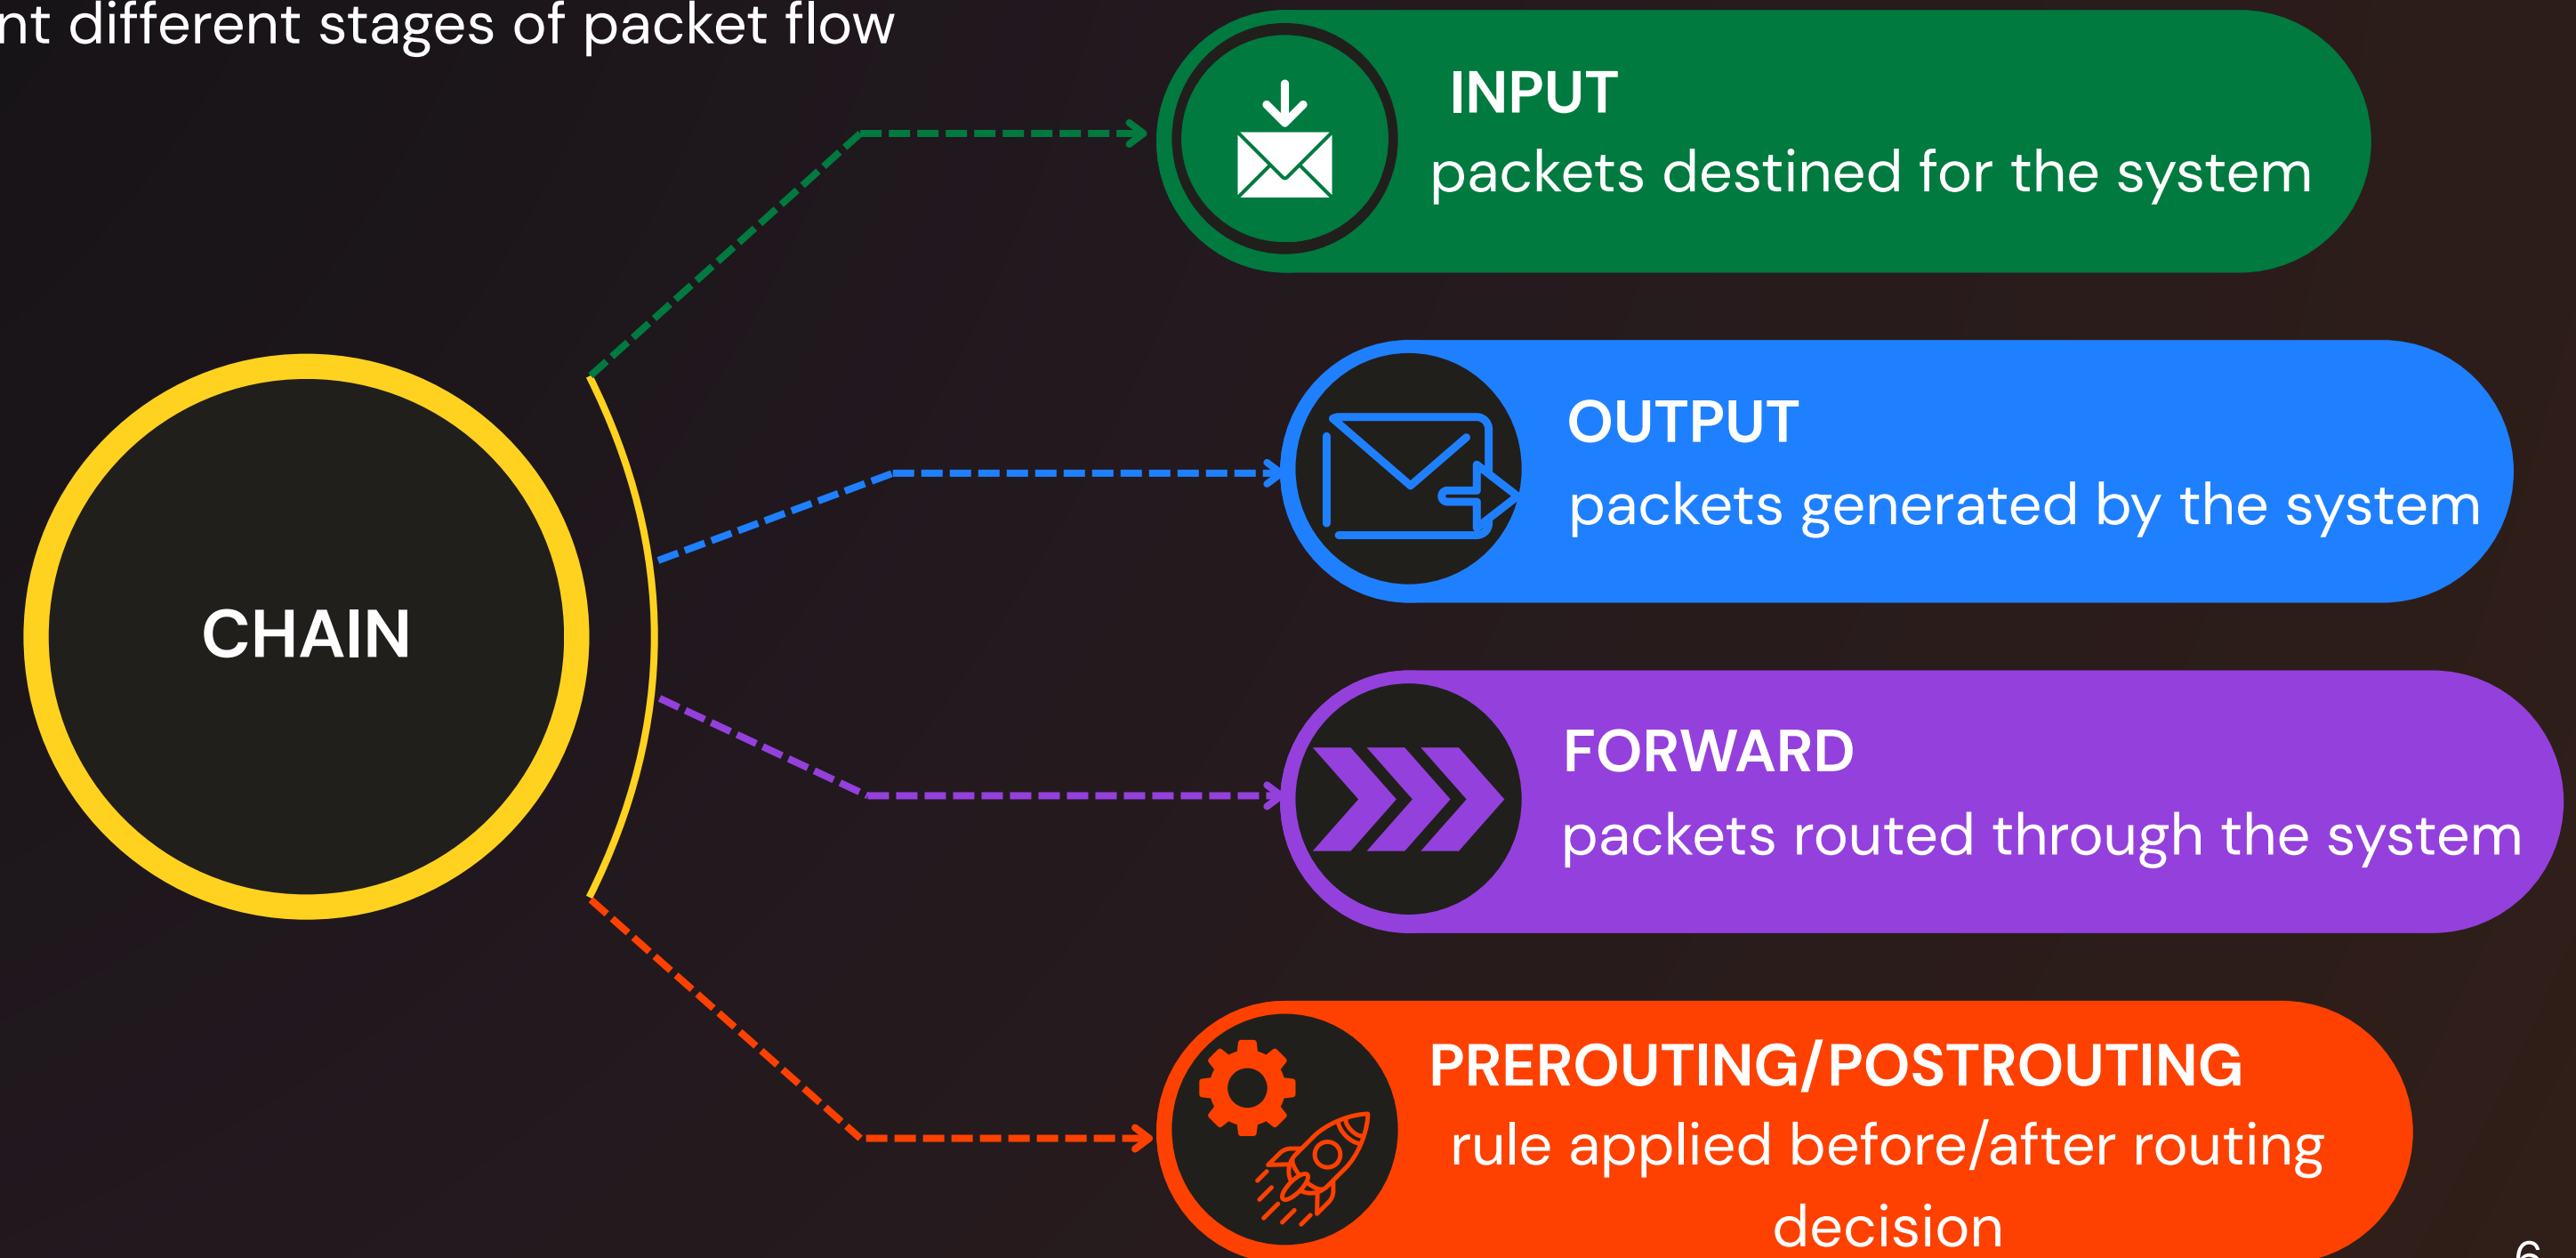 nt different stages of packet flow
INPUT
packets destined for the system
OUTPUT
packets generated by the system
CHAIN
FORWARD
packets routed through the system
PREROUTING/POSTROUTING
rule applied before/after routing
decision
6